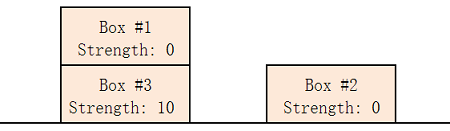 Box #1
Strength: 0
Box #3
Strength: 10
Box #2
Strength: 0